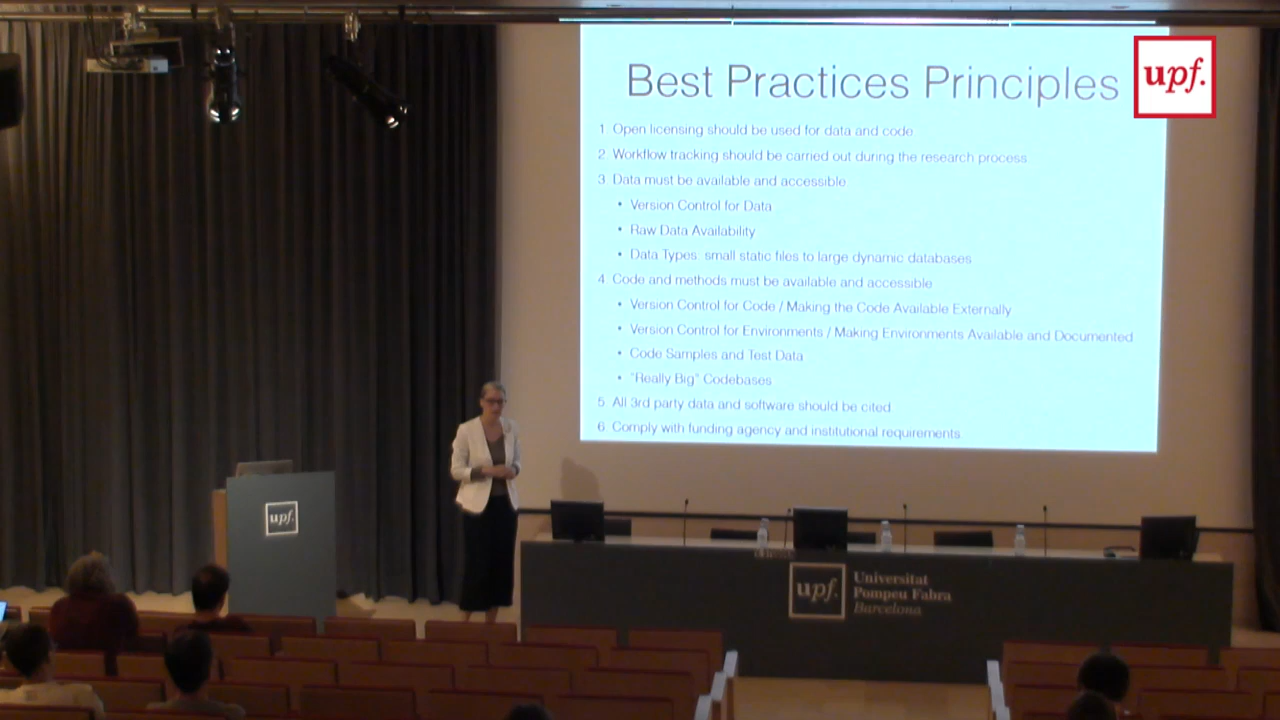 Best Practices Principles
upf.
1. Open licensing should be used for data and code
2. Workflow tracking should be carried out during the research process
3. Data must be available and accessible
• Version Control for Data
• Raw Data Availability
• Data Types: small static files to large dynamic databases
4. Code and methods must be available and accessible
• Version Control for Code / Making the Code Available Externally
• Version Control for Environments / Making Environments Available and Documented
• Code Samples and Test Data
• "Really Big" Codebases
5. All 3rd party data and software should be cited
6. Comply with funding agency and institutional requirements
upf.
upf.
Universitat
Pompeu Fabra
Barcelona